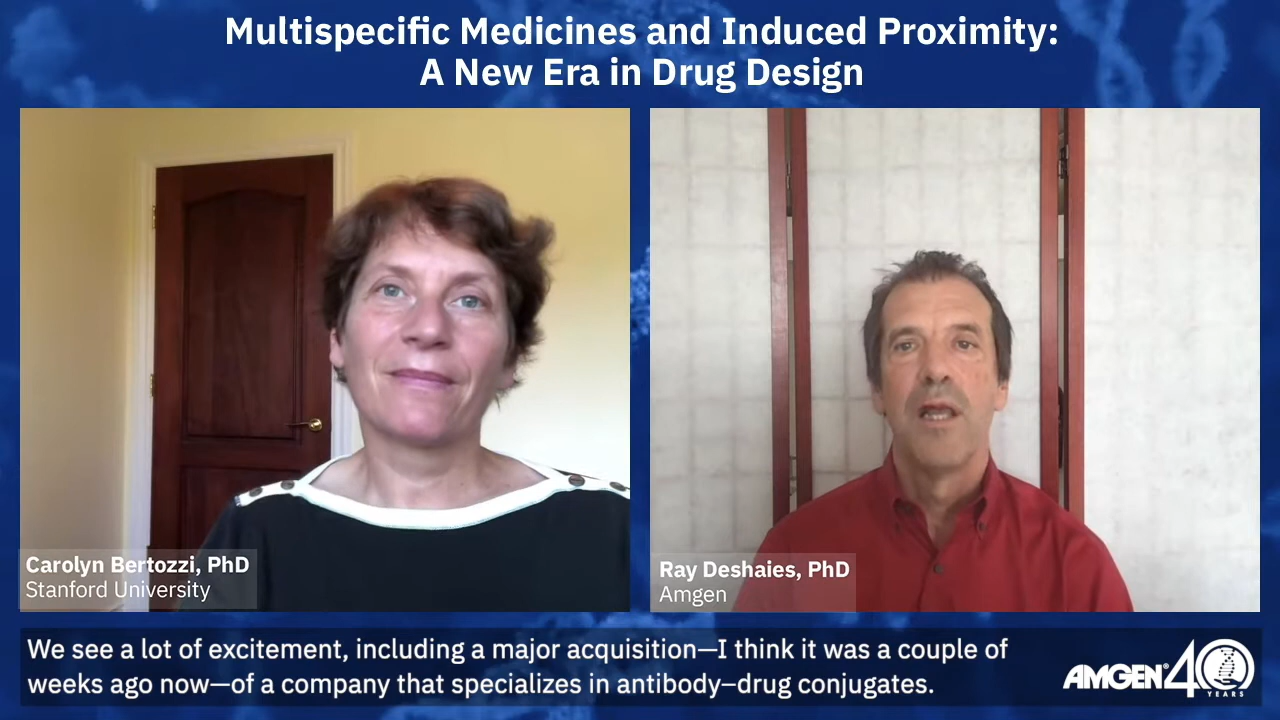 Multispecific Medicines and Induced Proximity:
A New Era in Drug Design
Carolyn Bertozzi, PhD
Stanford University
Ray Deshaies, PhD
Amgen
We see a lot of excitement, including a major acquisition—I think it was a couple of
weeks ago now—of a company that specializes in antibody–drug conjugates.
AMGEN® 40
YEARS